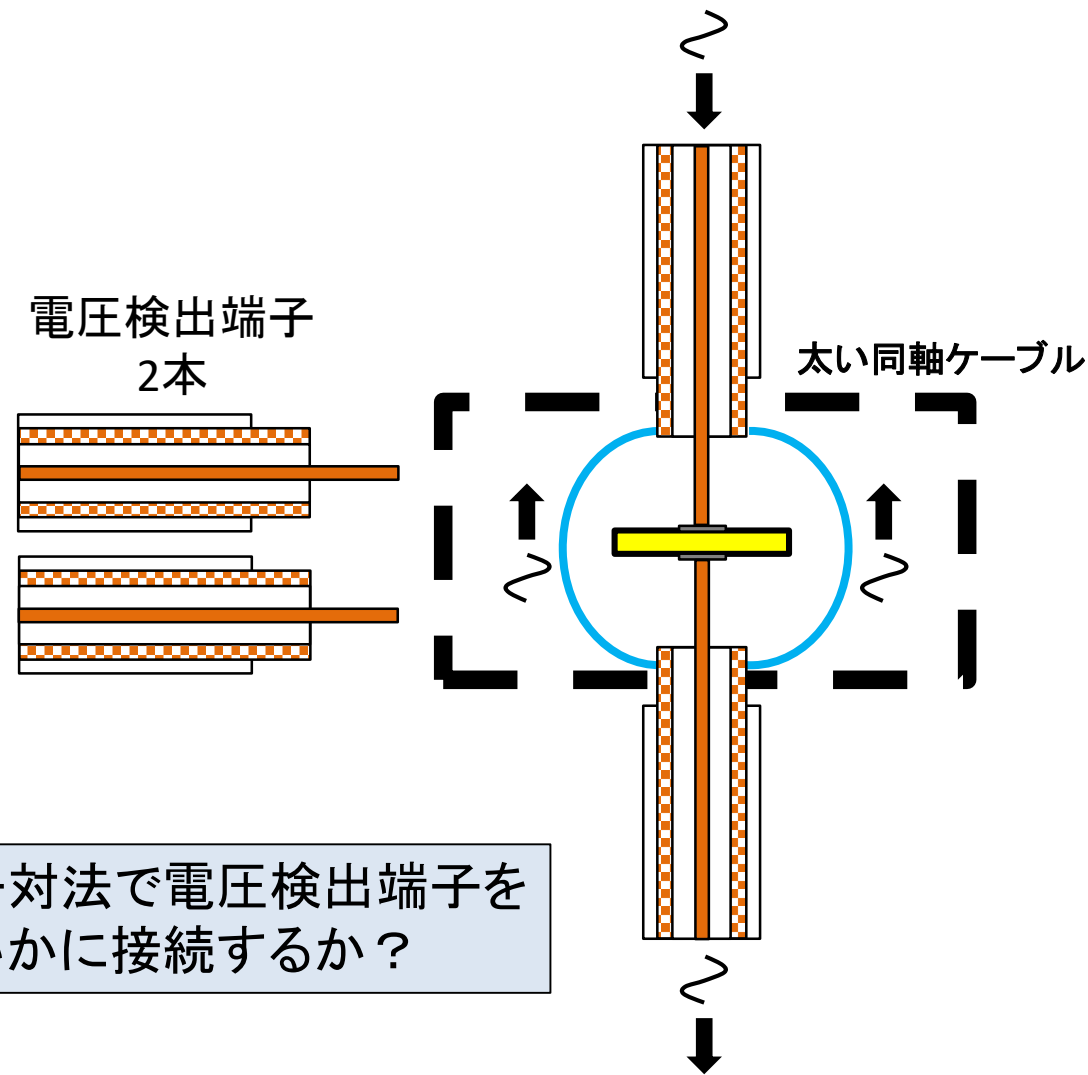 電圧検出端子
2本
太い同軸ケーブル
対法で電圧検出端子を
かに接続するか？